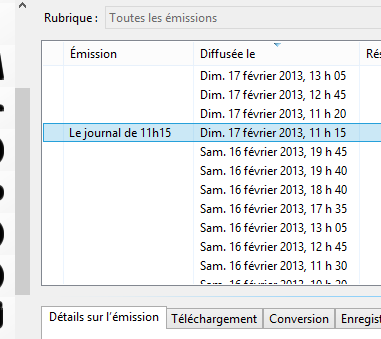 Rubrique : Toutes les émissions
Émission Diffusée le Rés
Dim. 17 février 2013, 13 h 05
Dim. 17 février 2013, 12 h 45
Dim. 17 février 2013, 11 h 20
Le journal de 11h15 Dim. 17 février 2013, 11 h 15
Sam. 16 février 2013, 19 h 45
Sam. 16 février 2013, 19 h 40
Sam. 16 février 2013, 18 h 40
Sam. 16 février 2013, 17 h 35
Sam. 16 février 2013, 13 h 05
Sam. 16 février 2013, 12 h 45
Sam. 16 février 2013, 11 h 30
Détails sur l'émission Téléchargement Conversion Enregist